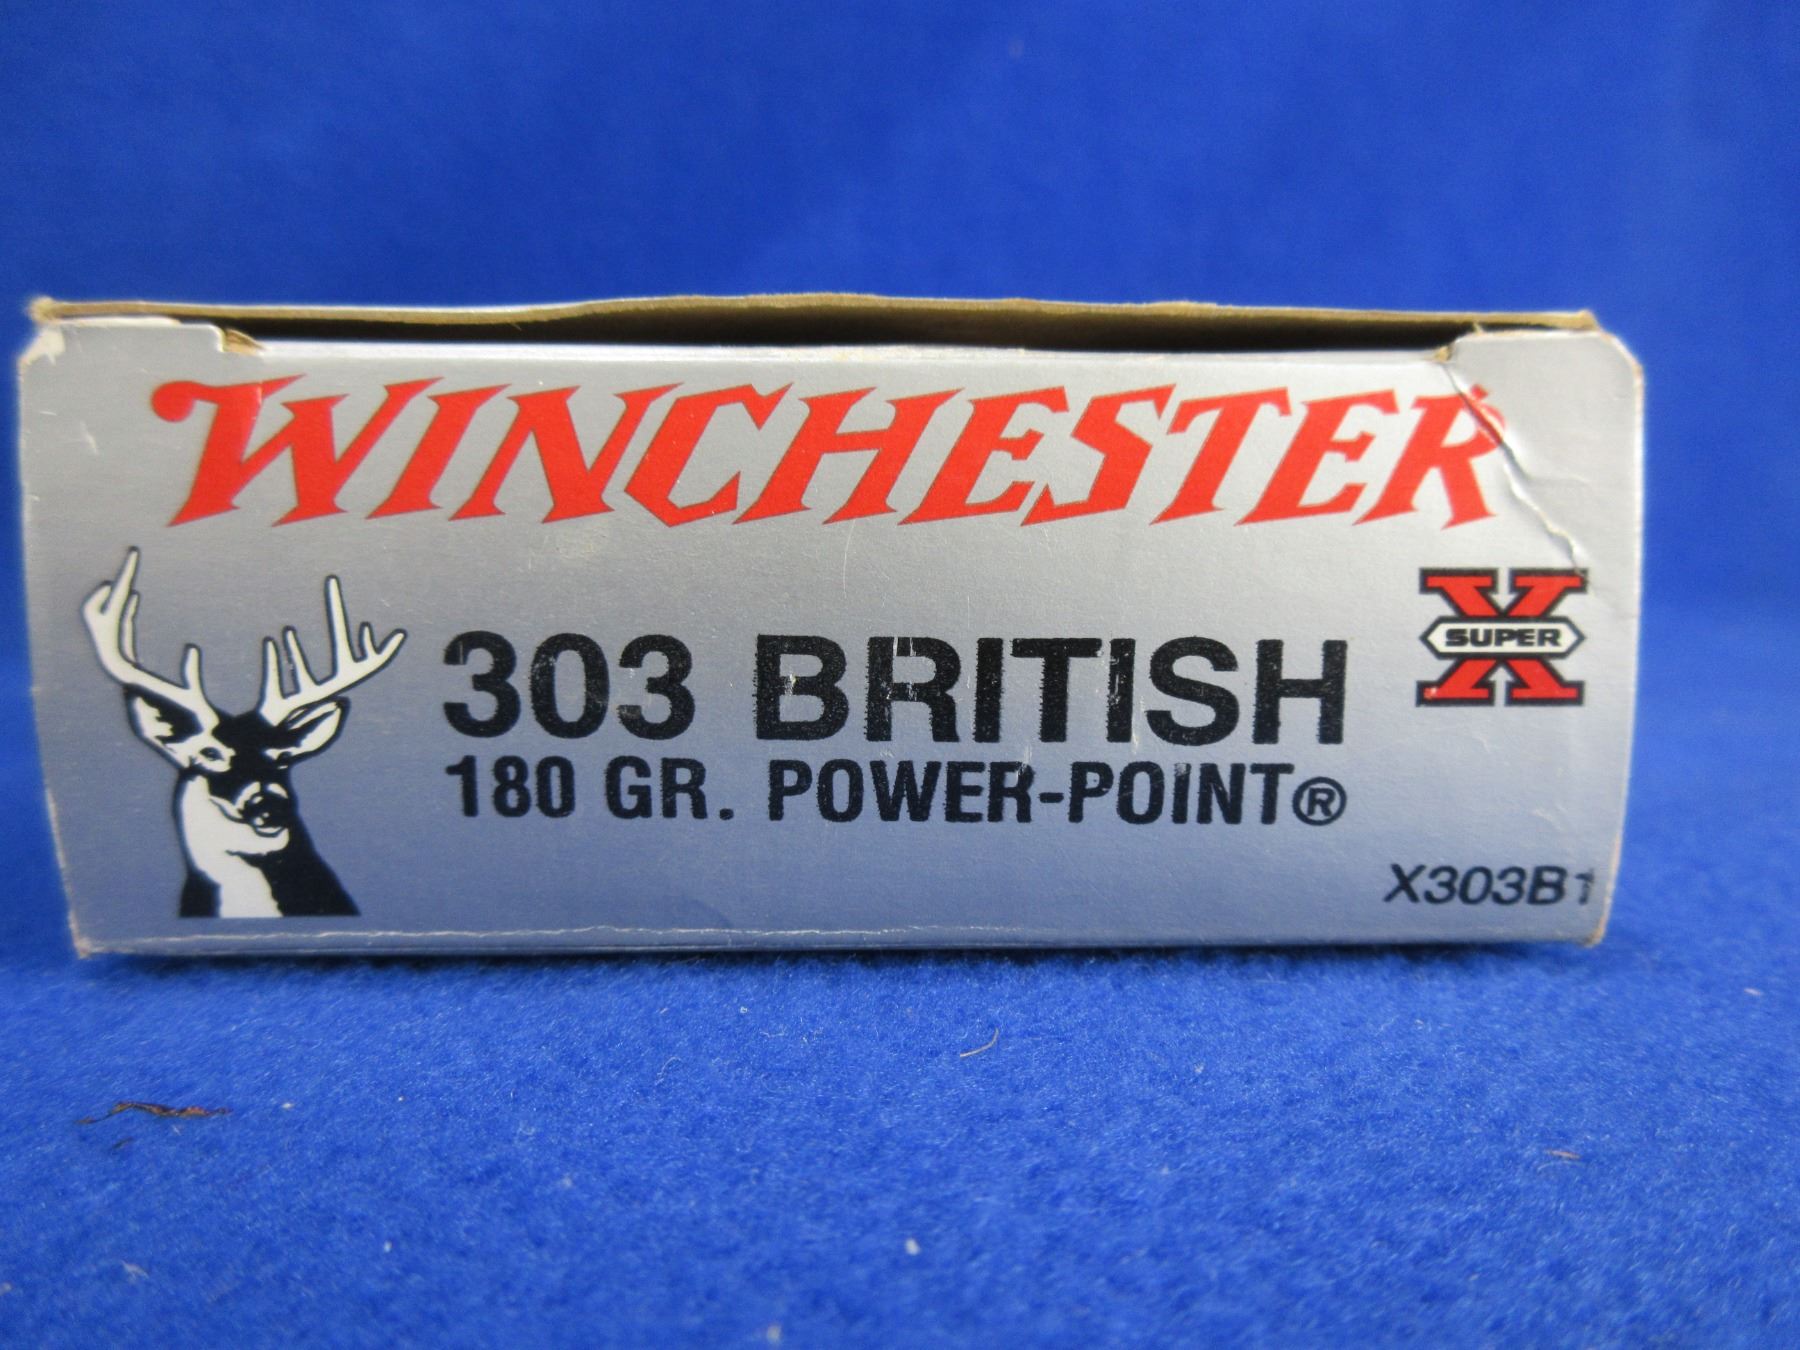 WINCHESTER
X
SUPER
303 BRITISH
180 GR. POWER-POINT®
X303B1